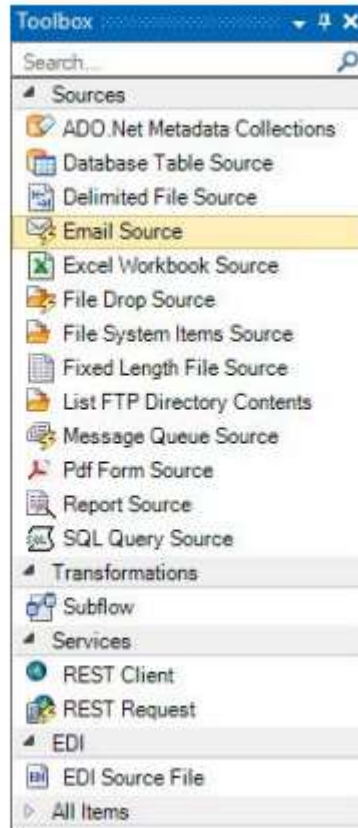 Toolbox
Search...
Sources
ADO.Net Metadata Collections
Database Table Source
Delimited File Source
Email Source
Excel Workbook Source
File Drop Source
File System Items Source
Fixed Length File Source
List FTP Directory Contents
Message Queue Source
Pdf Form Source
Report Source
SQL Query Source
Transformations
Subflow
Services
REST Client
REST Request
EDI
EDI Source File
All Items